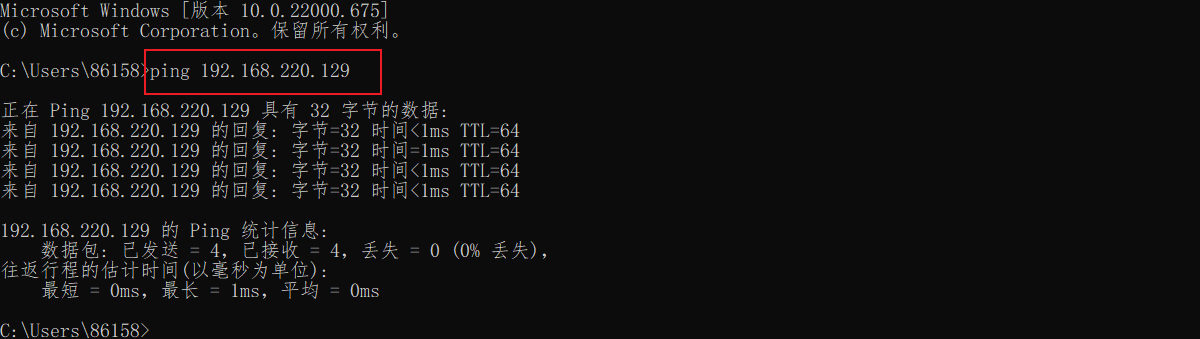 Microsoft Windows [版本 10.0.22000.675]
(c) Microsoft Corporation。保留所有权利。
C:\Users\86158>ping 192.168.220.129
正在 Ping 192.168.220.129 具有 32 字节的数据:
来自 192.168.220.129 的回复: 字节=32 时间<1ms TTL=64
来自 192.168.220.129 的回复: 字节=32 时间=1ms TTL=64
来自 192.168.220.129 的回复: 字节=32 时间<1ms TTL=64
来自 192.168.220.129 的回复: 字节=32 时间<1ms TTL=64
192.168.220.129 的 Ping 统计信息:
数据包: 已发送 = 4, 已接收 = 4, 丢失 = 0 (0% 丢失),
往返行程的估计时间(以毫秒为单位):
最短 = 0ms, 最长 = 1ms, 平均 = 0ms
C:\Users\86158>